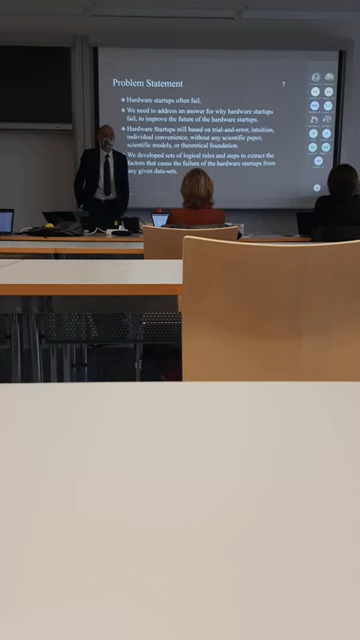 Problem Statement
❖ Hardware startups often fail.
❖ We need to address an answer for why hardware startups
fail, to improve the future of the hardware startups.
❖ Hardware Startups still based on trial-and-error, intuition,
individual convenience, without any scientific paper,
scientific models, or theoretical foundation.
❖ We developed sets of logical rules and steps to extract the
factors that cause the failure of the hardware startups from
any given data-sets.